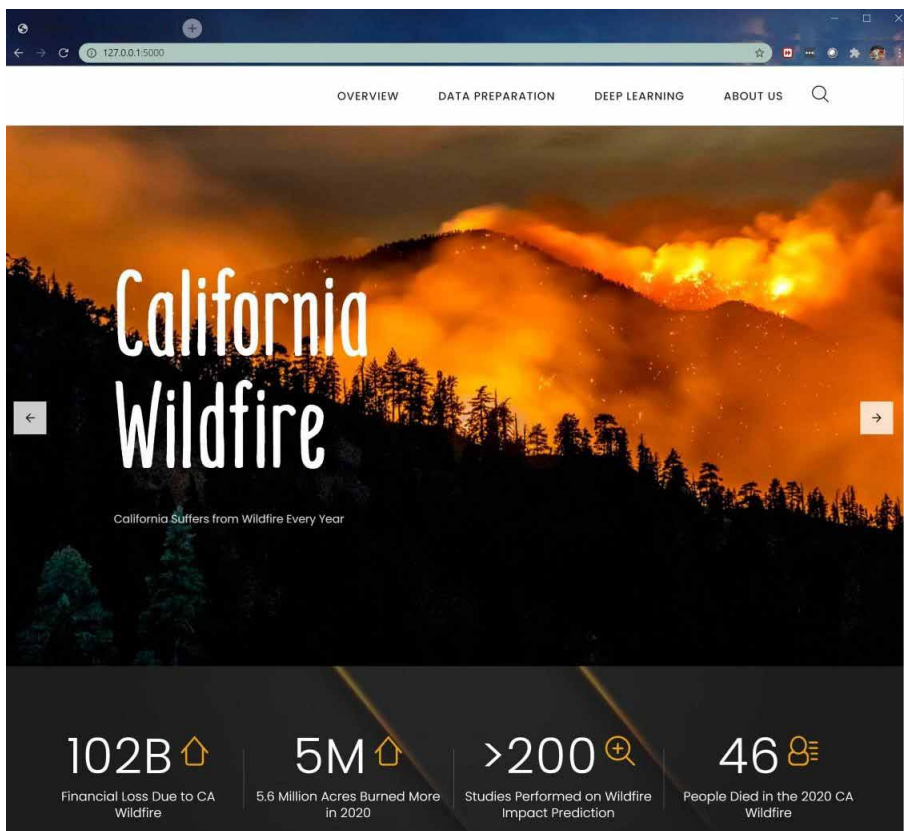 127.0.0.1:5000
OVERVIEW DATA PREPARATION DEEP LEARNING ABOUT US
California
Wildfire
California Suffers from Wildfire Every Year
102B
Financial Loss Due to CA
Wildfire
5M
5.6 Million Acres Burned More
in 2020
>200
Studies Performed on Wildfire
Impact Prediction
46
People Died in the 2020 CA
Wildfire